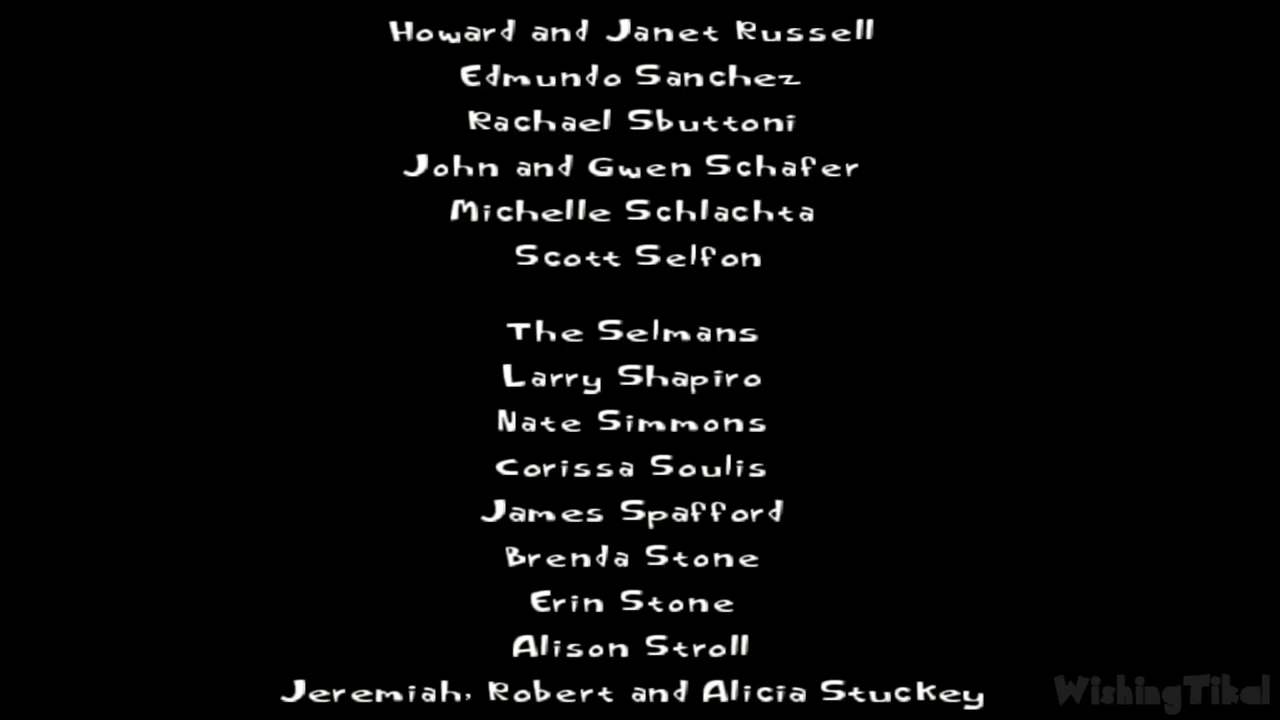 Howard and Janet Russell
Edmundo Sanchez
Rachael Sbuttoni
John and Gwen Schafer
Michelle Schlachta
Scott Selfon
The Selmans
Larry Shapiro
Nate Simmons
Corissa Soulis
James Spafford
Brenda Stone
Erin Stone
Alison Stroll
Jeremiah, Robert and Alicia Stuckey
WishingTikal